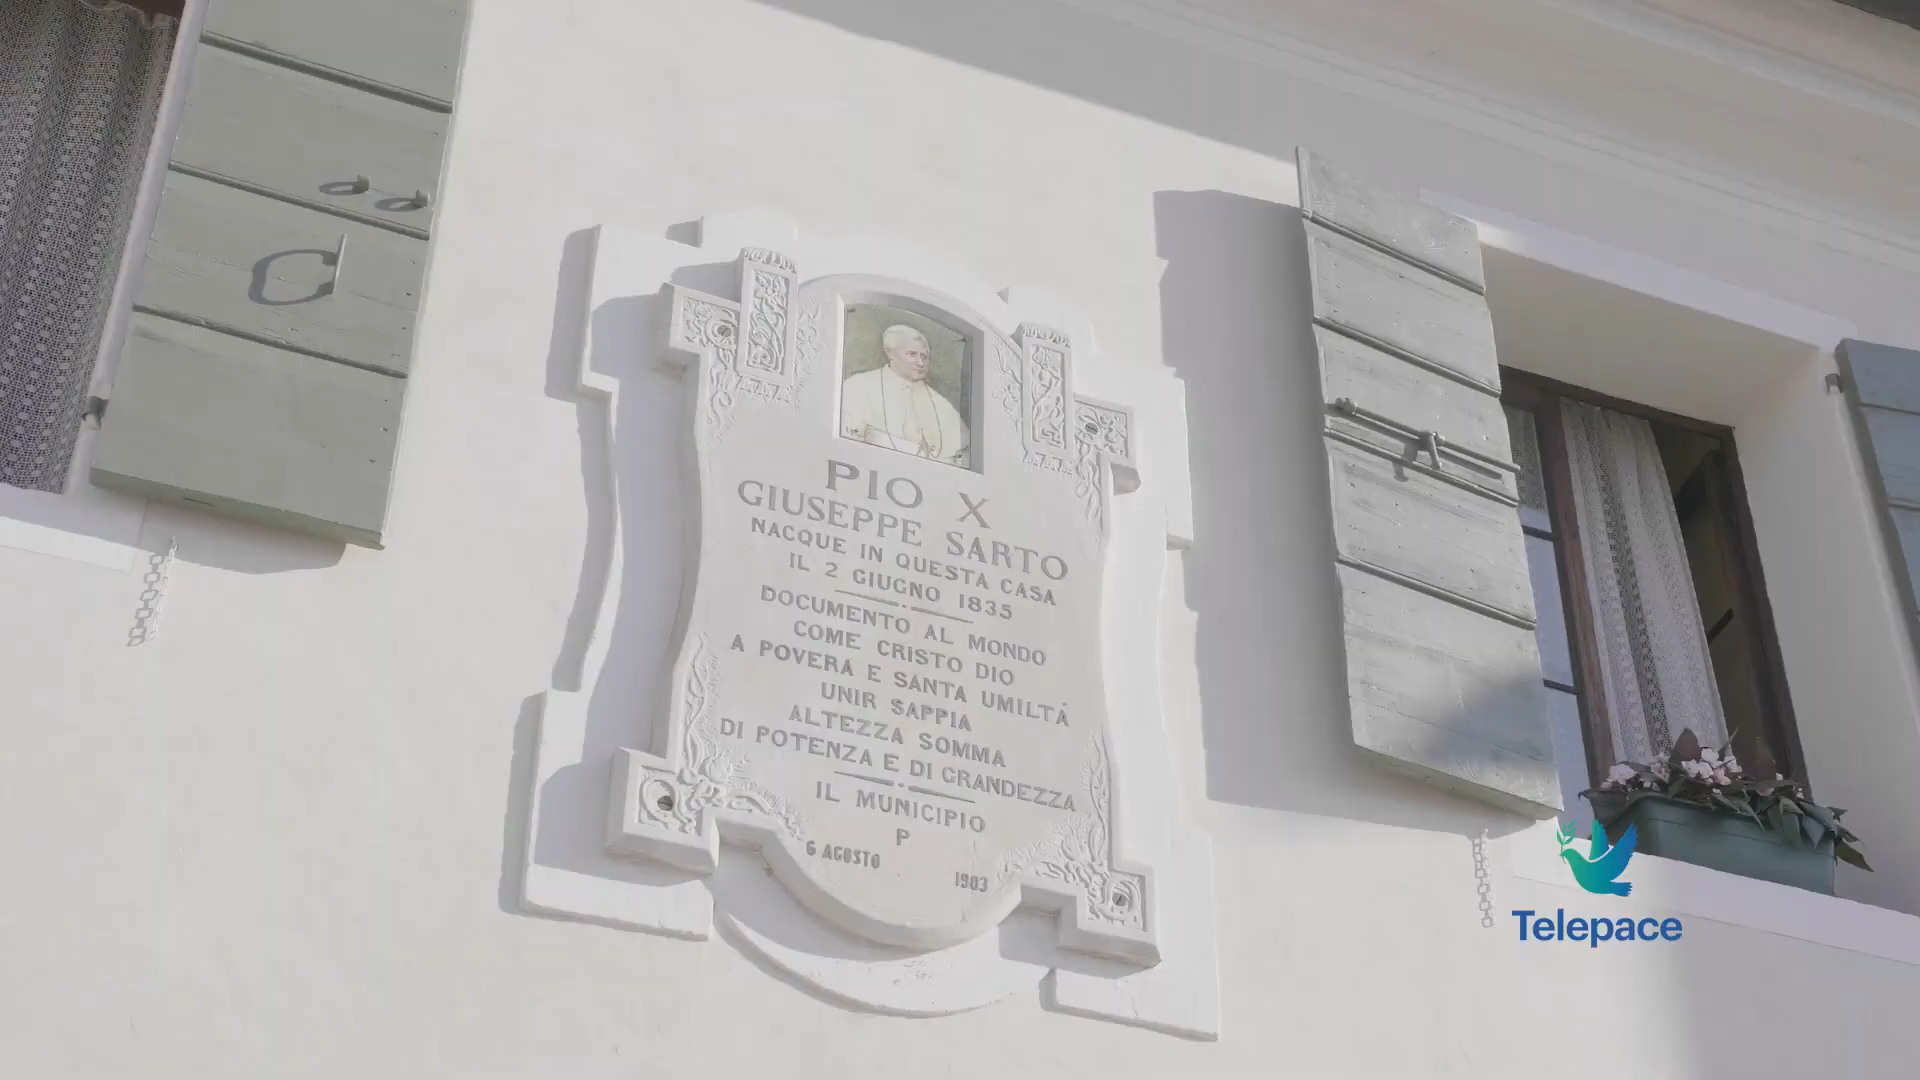 PIO X
GIUSEPPE SARTO
NACQUE IN QUESTA CASA
IL 2 GIUGNO 1835
DOCUMENTO AL MONDO
COME CRISTO DIO
A POVERA E SANTA UMILTÁ
UNIR SAPPIA
ALTEZZA SOMMA
DI POTENZA E DI GRANDEZZA
IL MUNICIPIO
P
6 AGOSTO 1903
Telepace